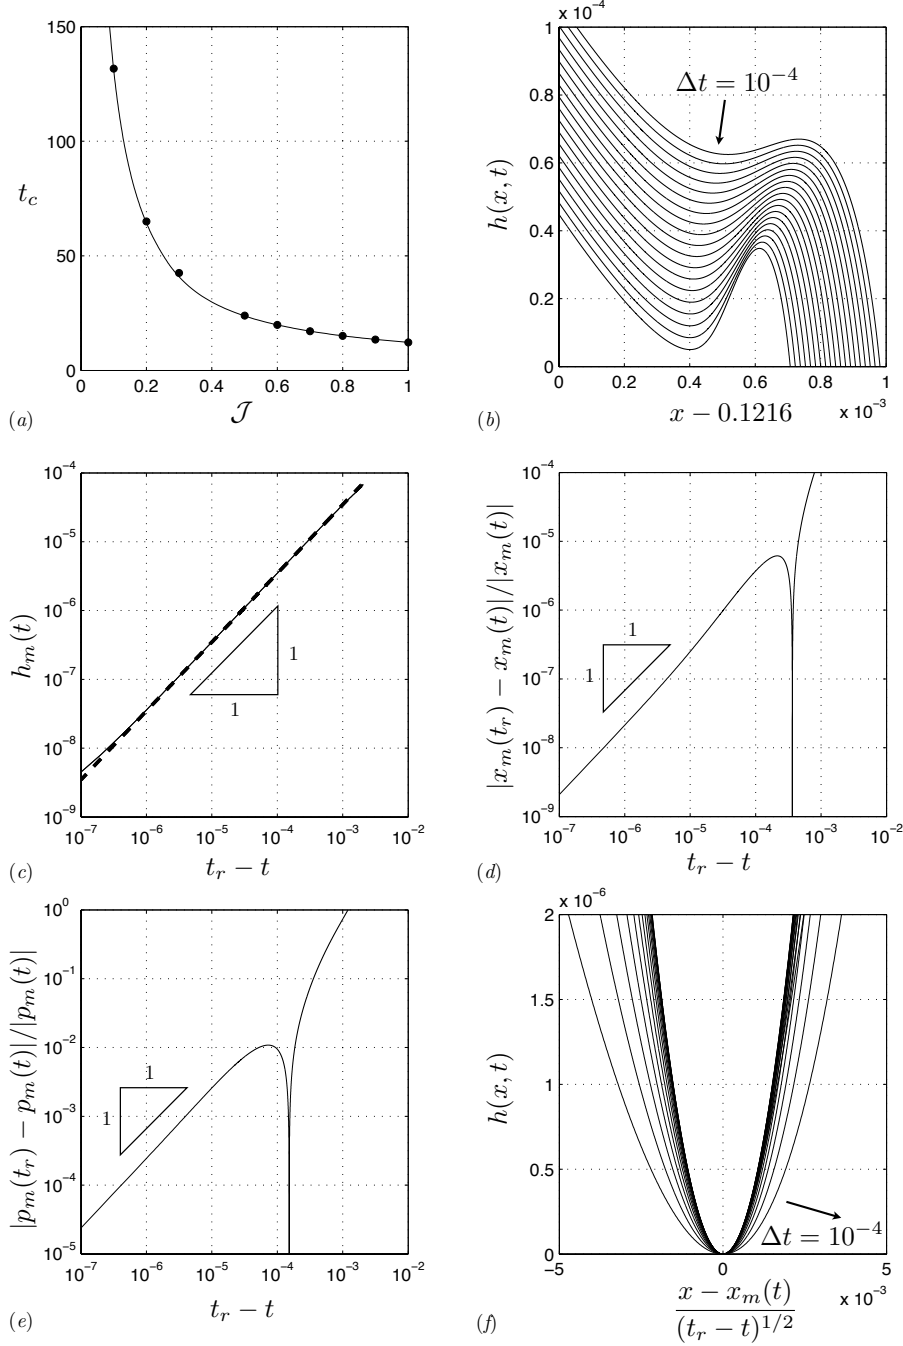 150
100
50
0
t_c
0 0.2 0.4 0.6 0.8 1
𝒥
(a)
x 10⁻⁴
1
0.8
0.6
0.4
0.2
0
h(x, t)
Δt = 10⁻⁴
0 0.2 0.4 0.6 0.8 1
x − 0.1216
x 10⁻³
(b)
10⁻⁴
10⁻⁵
10⁻⁶
10⁻⁷
10⁻⁸
10⁻⁹
h_m(t)
1
1
10⁻⁷ 10⁻⁶ 10⁻⁵ 10⁻⁴ 10⁻³ 10⁻²
t_r − t
(c)
10⁻⁴
10⁻⁵
10⁻⁶
10⁻⁷
10⁻⁸
10⁻⁹
|x_m(t_r) − x_m(t)|/|x_m(t)|
1
1
10⁻⁷ 10⁻⁶ 10⁻⁵ 10⁻⁴ 10⁻³ 10⁻²
t_r − t
(d)
10⁰
10⁻¹
10⁻²
10⁻³
10⁻⁴
10⁻⁵
|p_m(t_r) − p_m(t)|/|p_m(t)|
1
1
10⁻⁷ 10⁻⁶ 10⁻⁵ 10⁻⁴ 10⁻³ 10⁻²
t_r − t
(e)
x 10⁻⁶
2
1.5
1
0.5
0
h(x, t)
Δt = 10⁻⁴
−5 0 5
x 10⁻³
x − x_m(t)
(t_r − t)^{1/2}
(f)